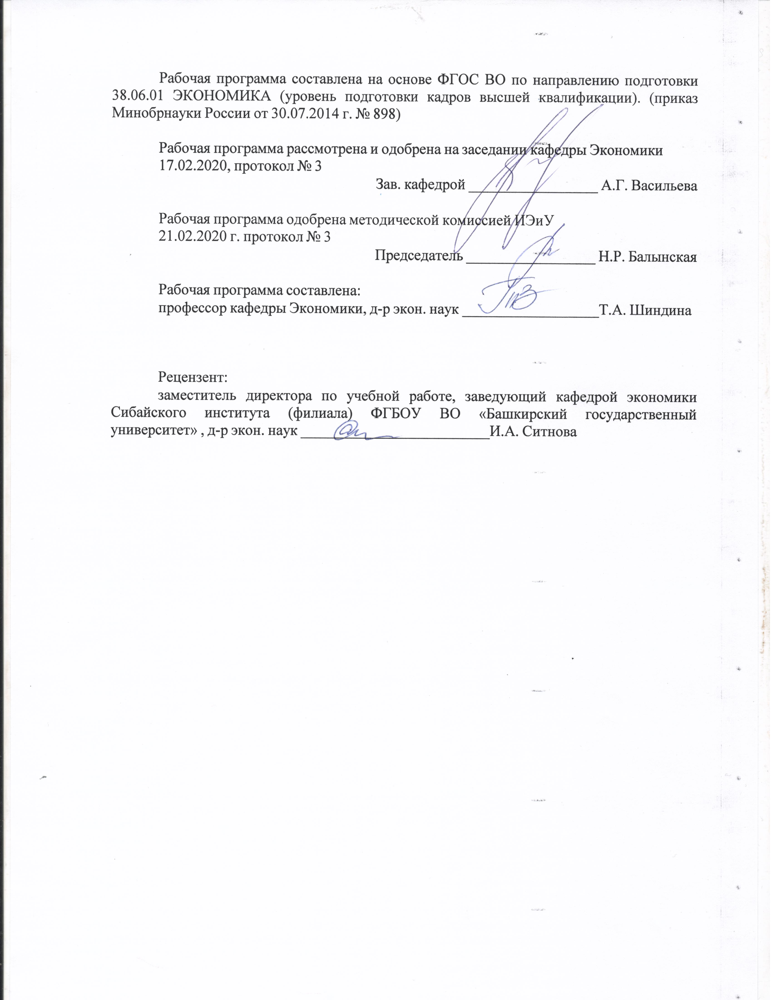 Рабочая программа составлена на основе ФГОС ВО по направлению подготовки
38.06.01 ЭКОНОМИКА (уровень подготовки кадров высшей квалификации). (приказ
Минобрнауки России от 30.07.2014 г. № 898)
Рабочая программа рассмотрена и одобрена на заседании кафедры Экономики
17.02.2020, протокол № 3
Зав. кафедрой _________________ А.Г. Васильева
Рабочая программа одобрена методической комиссией ИЭиУ
21.02.2020 г. протокол № 3
Председатель _________________ Н.Р. Балынская
Рабочая программа составлена:
профессор кафедры Экономики, д-р экон. наук __________________Т.А. Шиндина
Рецензент:
заместитель директора по учебной работе, заведующий кафедрой экономики
Сибайского института (филиала) ФГБОУ ВО «Башкирский государственный
университет» , д-р экон. наук _________________________И.А. Ситнова